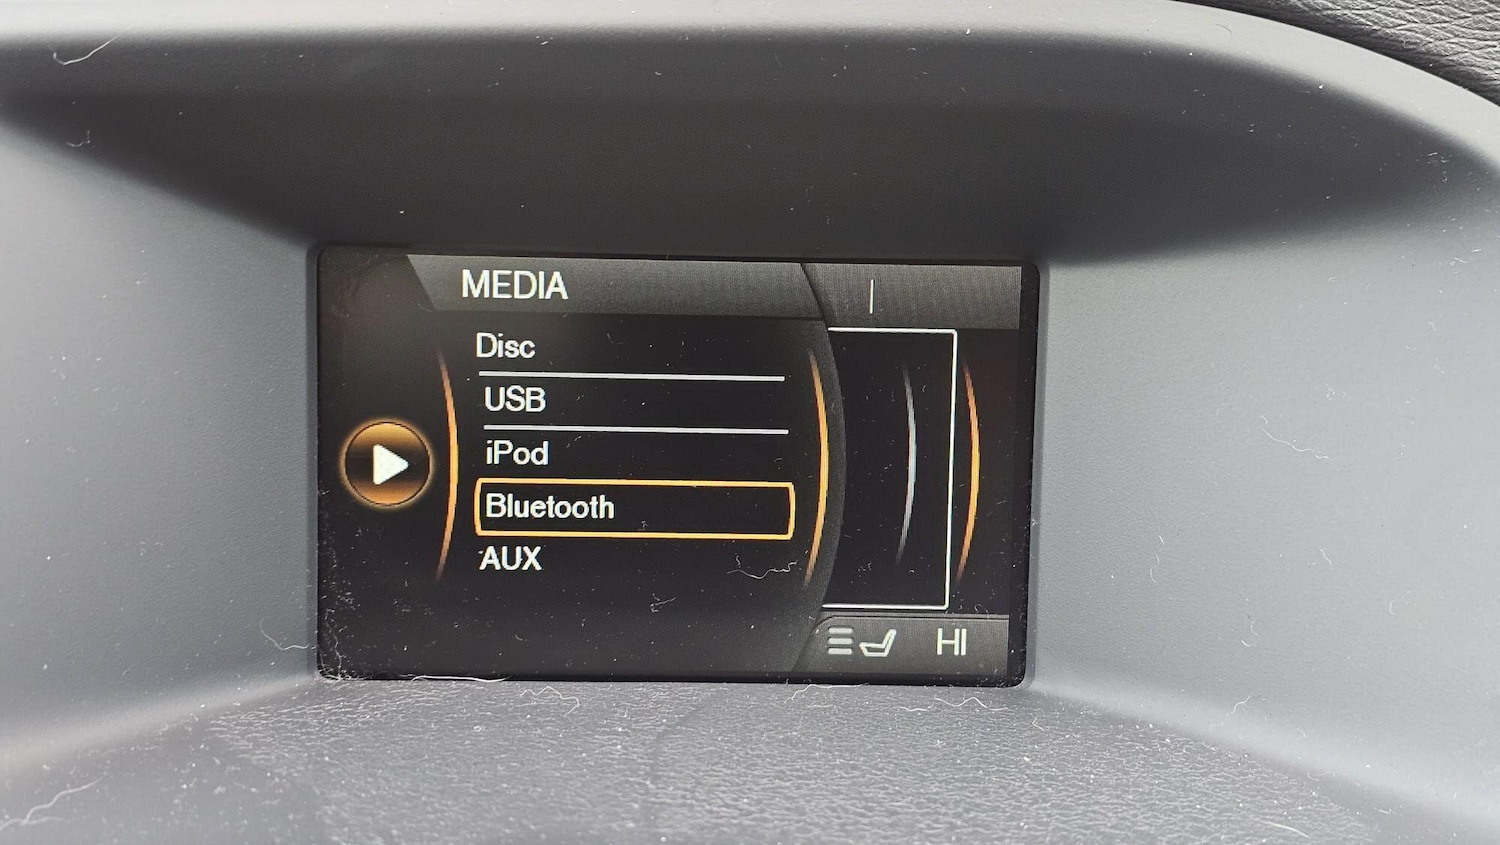 MEDIA
Disc
USB
iPod
Bluetooth
AUX
HI